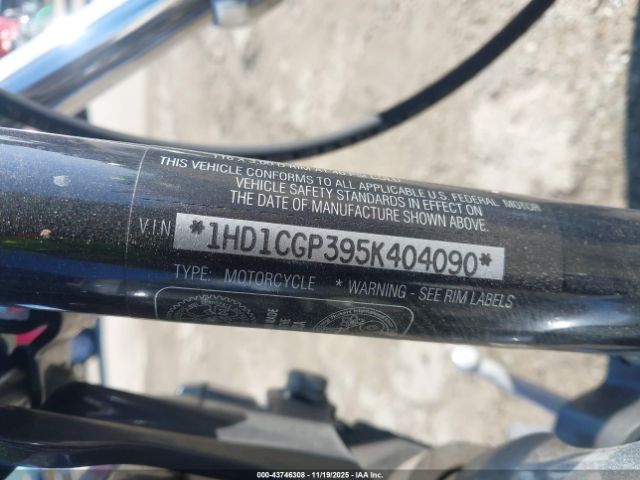 THIS VEHICLE CONFORMS TO ALL APPLICABLE U.S. FEDERAL MOTOR
VEHICLE SAFETY STANDARDS IN EFFECT ON
THE DATE OF MANUFACTURE SHOWN ABOVE.
V.I.N *1HD1CGP395K404090*
TYPE: MOTORCYCLE * WARNING - SEE RIM LABELS
MADE
000-43746308 - 11/19/2025 - IAA Inc.